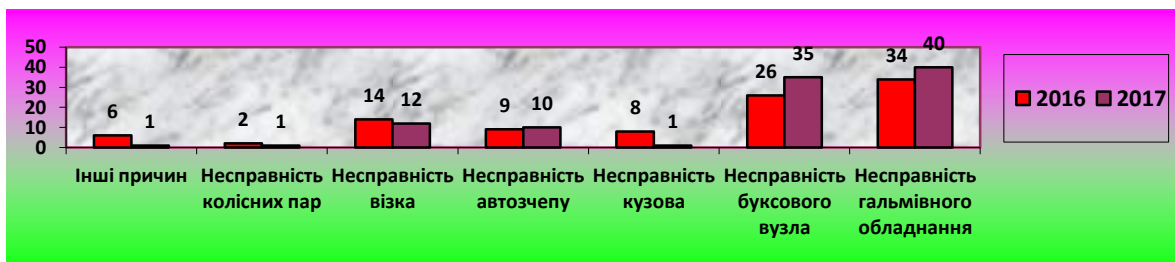 50
40
30
20
10
0
6
1
2
1
14
12
9
10
8
1
26
35
34
40
Інші причин
Несправність
колісних пар
Несправність
візка
Несправність
автозчепу
Несправність
кузова
Несправність
буксового
вузла
Несправність
гальмівного
обладнання
2016
2017